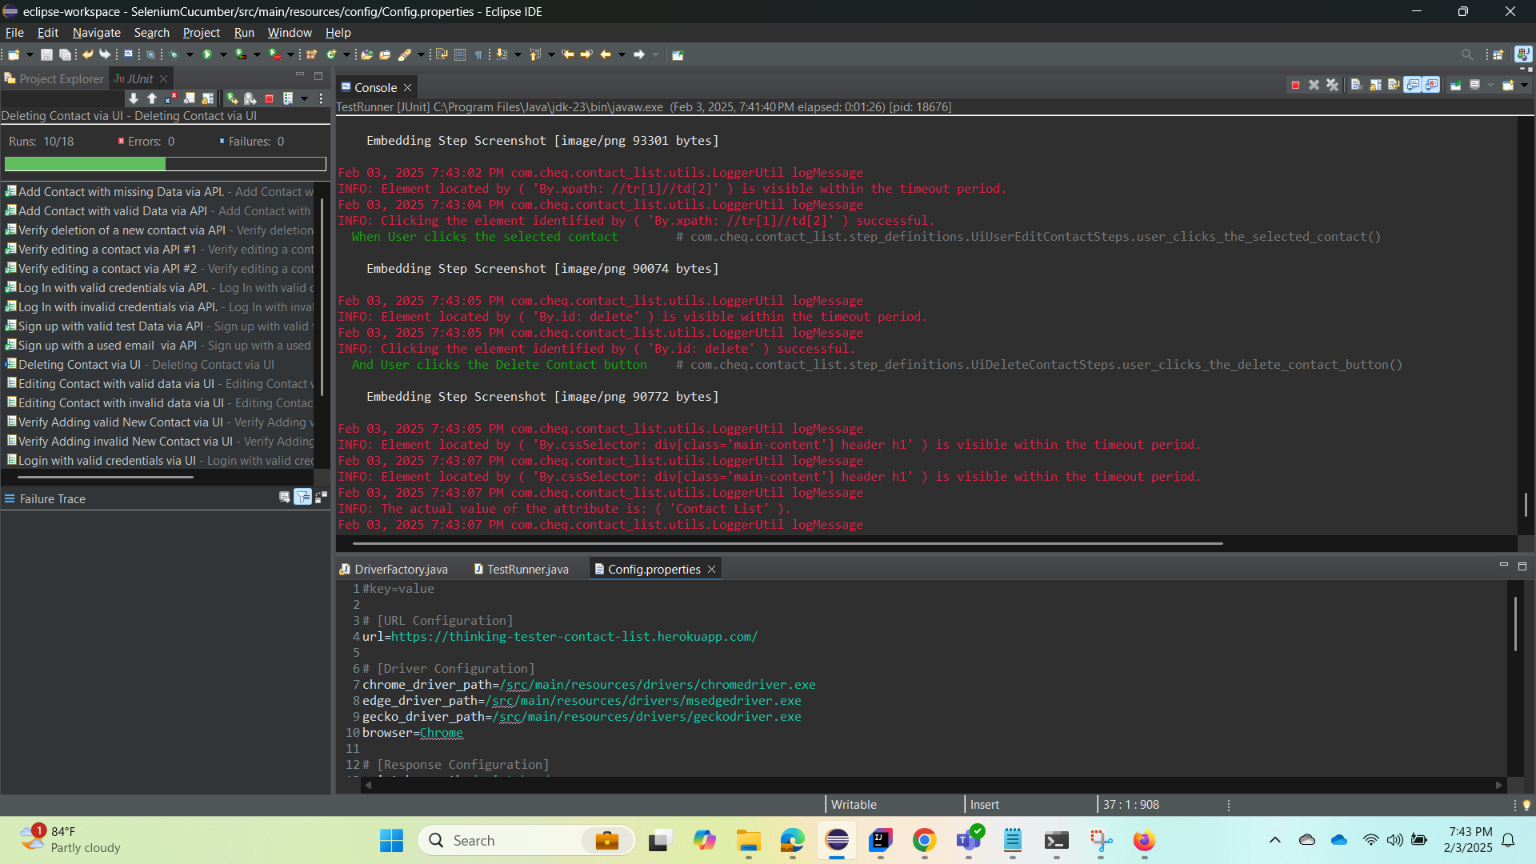 eclipse-workspace - SeleniumCucumber/src/main/resources/config/Config.properties - Eclipse IDE
File Edit Navigate Search Project Run Window Help
Project Explorer JUnit
Console
TestRunner [JUnit] C:\Program Files\Java\jdk-23\bin\javaw.exe (Feb 3, 2025, 7:41:40 PM elapsed: 0:01:26) [pid: 18676]
Deleting Contact via UI - Deleting Contact via UI
Runs: 10/18 Errors: 0 Failures: 0
Add Contact with missing Data via API. - Add Contact w
Add Contact with valid Data via API - Add Contact with
Verify deletion of a new contact via API - Verify deletion
Verify editing a contact via API #1 - Verify editing a cont
Verify editing a contact via API #2 - Verify editing a cont
Log In with valid credentials via API. - Log In with valid c
Log In with invalid credentials via API. - Log In with inva
Sign up with valid test Data via API - Sign up with valid
Sign up with a used email via API - Sign up with a used
Deleting Contact via UI - Deleting Contact via UI
Editing Contact with valid data via UI - Editing Contact
Editing Contact with invalid data via UI - Editing Contac
Verify Adding valid New Contact via UI - Verify Adding
Verify Adding invalid New Contact via UI - Verify Adding
Login with valid credentials via UI - Login with valid cre
Failure Trace
Embedding Step Screenshot [image/png 93301 bytes]
Feb 03, 2025 7:43:02 PM com.cheq.contact_list.utils.LoggerUtil logMessage
INFO: Element located by ( 'By.xpath: //tr[1]//td[2]' ) is visible within the timeout period.
Feb 03, 2025 7:43:04 PM com.cheq.contact_list.utils.LoggerUtil logMessage
INFO: Clicking the element identified by ( 'By.xpath: //tr[1]//td[2]' ) successful.
When User clicks the selected contact # com.cheq.contact_list.step_definitions.UiUserEditContactSteps.user_clicks_the_selected_contact()
Embedding Step Screenshot [image/png 90074 bytes]
Feb 03, 2025 7:43:05 PM com.cheq.contact_list.utils.LoggerUtil logMessage
INFO: Element located by ( 'By.id: delete' ) is visible within the timeout period.
Feb 03, 2025 7:43:05 PM com.cheq.contact_list.utils.LoggerUtil logMessage
INFO: Clicking the element identified by ( 'By.id: delete' ) successful.
And User clicks the Delete Contact button # com.cheq.contact_list.step_definitions.UiDeleteContactSteps.user_clicks_the_delete_contact_button()
Embedding Step Screenshot [image/png 90772 bytes]
Feb 03, 2025 7:43:05 PM com.cheq.contact_list.utils.LoggerUtil logMessage
INFO: Element located by ( 'By.cssSelector: div[class='main-content'] header h1' ) is visible within the timeout period.
Feb 03, 2025 7:43:07 PM com.cheq.contact_list.utils.LoggerUtil logMessage
INFO: Element located by ( 'By.cssSelector: div[class='main-content'] header h1' ) is visible within the timeout period.
Feb 03, 2025 7:43:07 PM com.cheq.contact_list.utils.LoggerUtil logMessage
INFO: The actual value of the attribute is: ( 'Contact List' ).
Feb 03, 2025 7:43:07 PM com.cheq.contact_list.utils.LoggerUtil logMessage
DriverFactory.java TestRunner.java Config.properties
1 #key=value
2
3 # [URL Configuration]
4 url=https://thinking-tester-contact-list.herokuapp.com/
5
6 # [Driver Configuration]
7 chrome_driver_path=/src/main/resources/drivers/chromedriver.exe
8 edge_driver_path=/src/main/resources/drivers/msedgedriver.exe
9 gecko_driver_path=/src/main/resources/drivers/geckodriver.exe
10 browser=Chrome
11
12 # [Response Configuration]
Writable Insert 37 : 1 : 908
1 84°F
Partly cloudy
Search
7:43 PM
2/3/2025